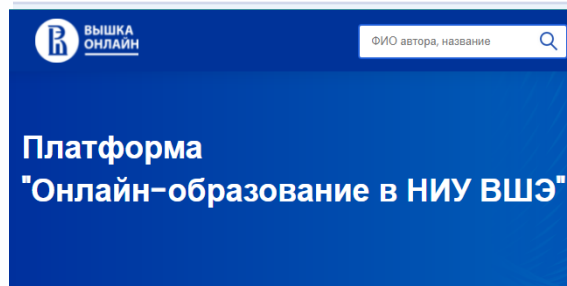 ВЫШКА
ОНЛАЙН
ФИО автора, название
Платформа
"Онлайн-образование в НИУ ВШЭ"